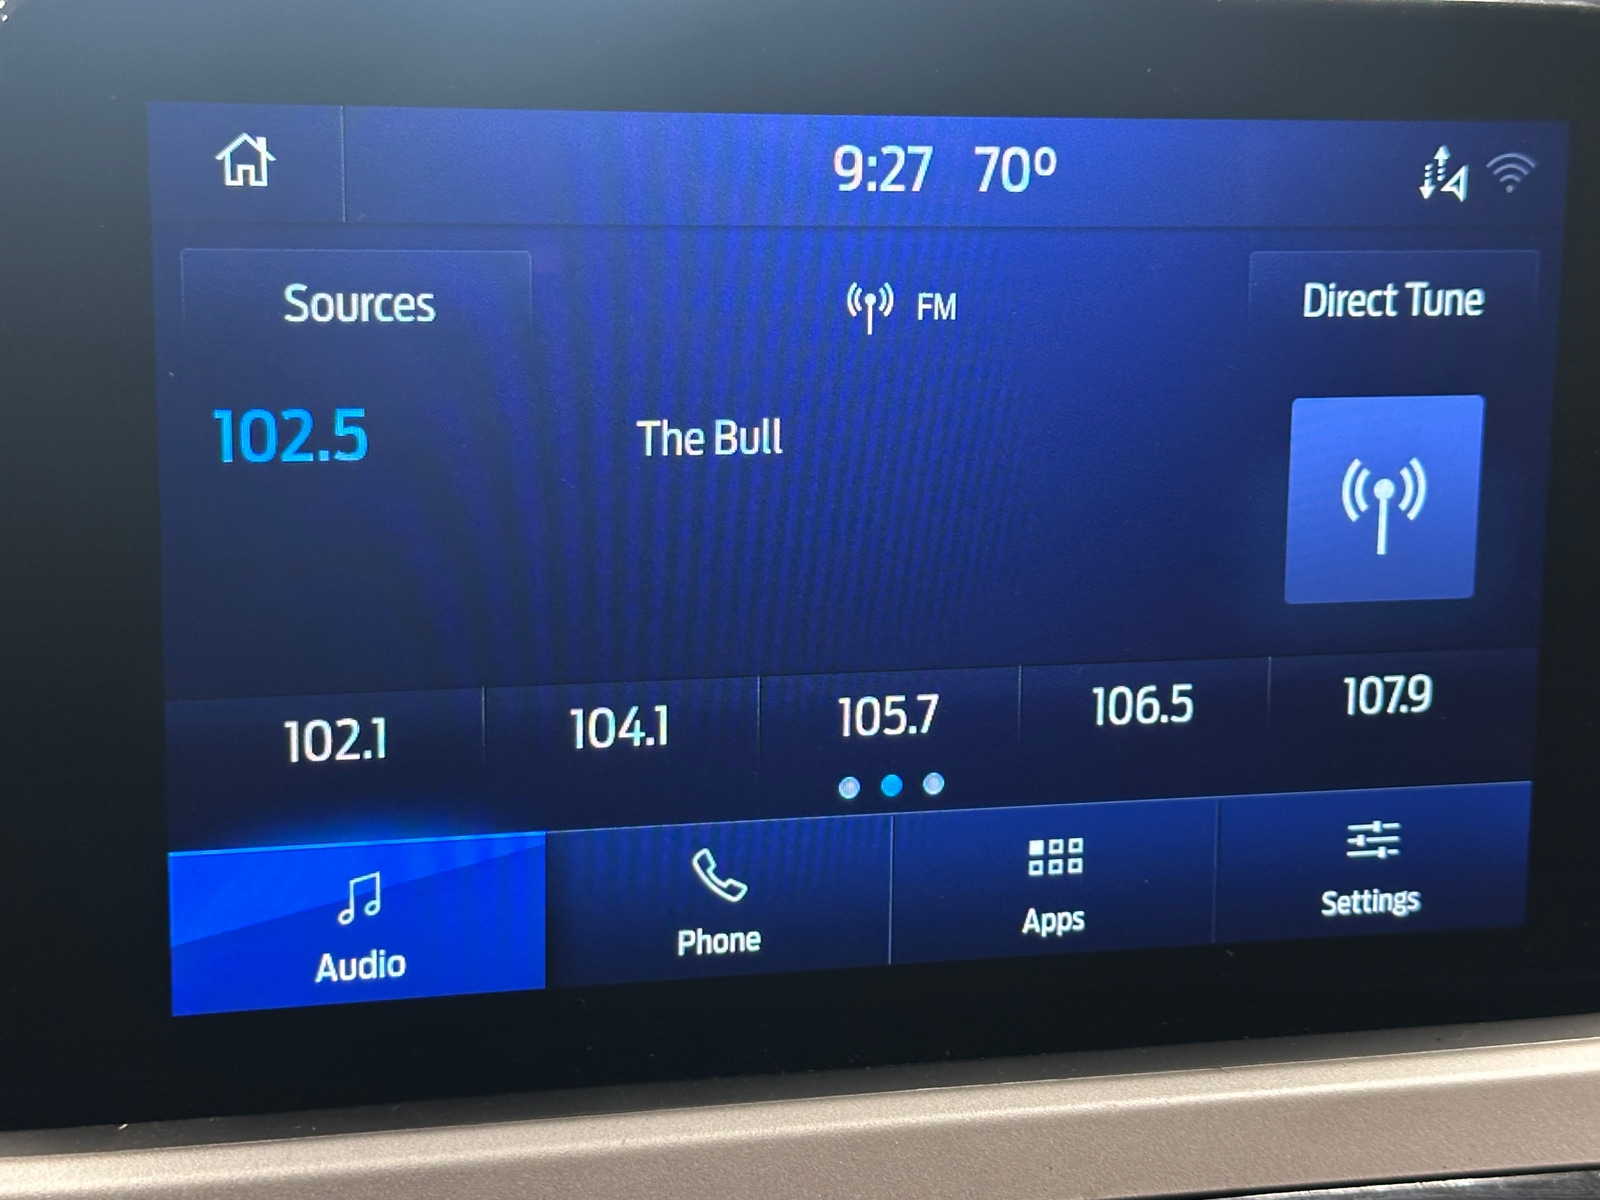 9:27 70°
Sources
FM
Direct Tune
102.5
The Bull
102.1
104.1
105.7
106.5
107.9
Audio
Phone
Apps
Settings